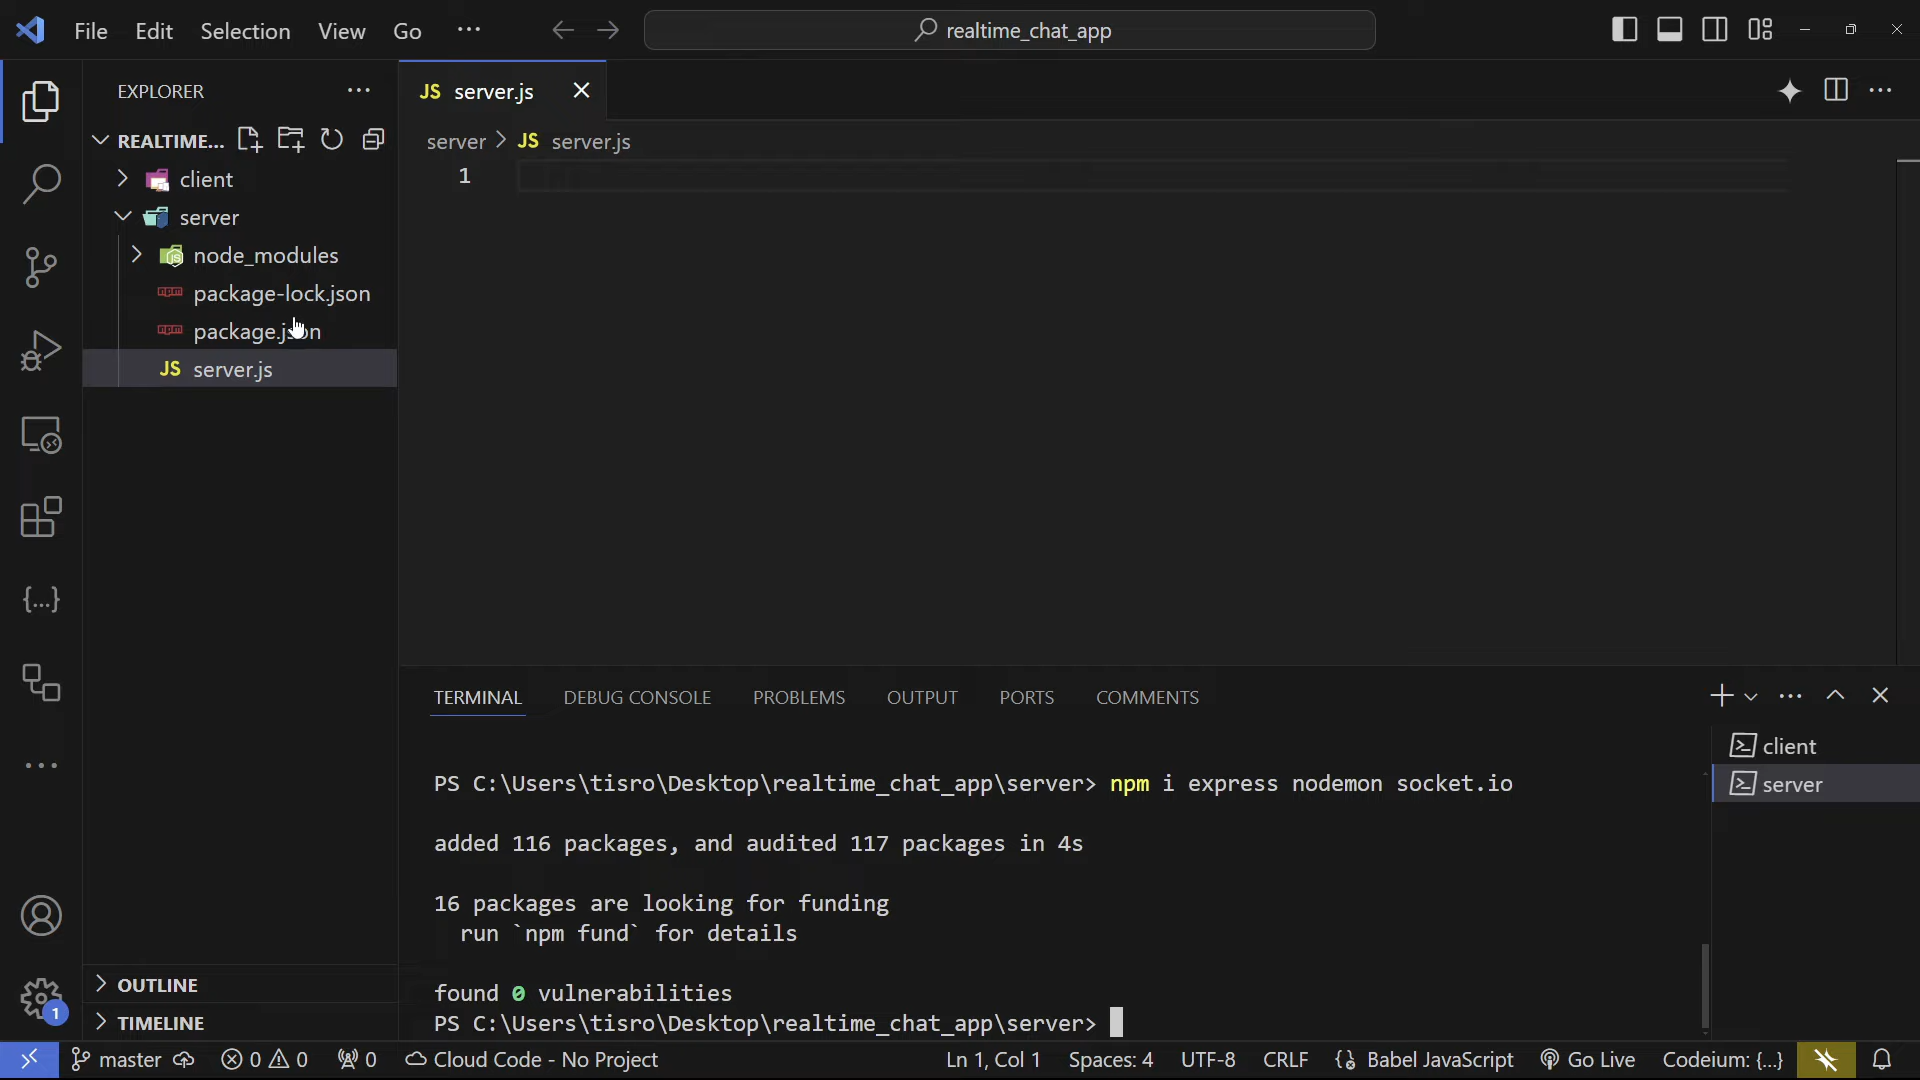 File Edit Selection View Go ··· realtime_chat_app
EXPLORER ···
REALTIME...
client
server
node_modules
package-lock.json
package.json
JS server.js
OUTLINE
TIMELINE
JS server.js
server > JS server.js
1
TERMINAL DEBUG CONSOLE PROBLEMS OUTPUT PORTS COMMENTS
PS C:\Users\tisro\Desktop\realtime_chat_app\server> npm i express nodemon socket.io
added 116 packages, and audited 117 packages in 4s
16 packages are looking for funding
run `npm fund` for details
found 0 vulnerabilities
PS C:\Users\tisro\Desktop\realtime_chat_app\server>
client
server
1
master 0 0 0 Cloud Code - No Project Ln 1, Col 1 Spaces: 4 UTF-8 CRLF Babel JavaScript Go Live Codeium: {...}